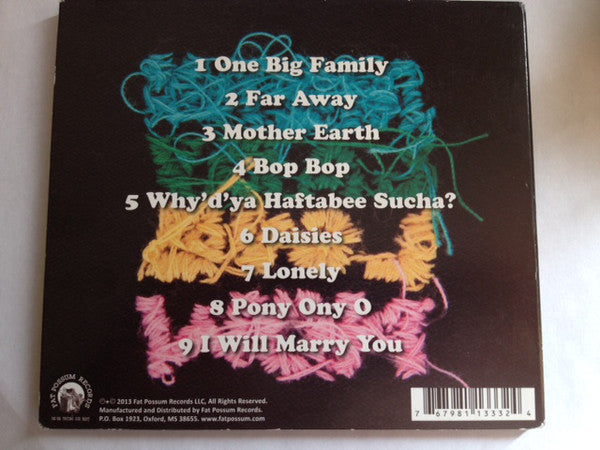 1 One Big Family
2 Far Away
3 Mother Earth
4 Bop Bop
5 Why'd'ya Haftabee Sucha?
6 Daisies
7 Lonely
8 Pony Ony O
9 I Will Marry You
FAT POSSUM RECORDS
℗+© 2013 Fat Possum Records LLC, All Rights Reserved.
Manufactured and Distributed by Fat Possum Records.
P.O. Box 1923, Oxford, MS 38655. www.fatpossum.com
7 67981 13332 4